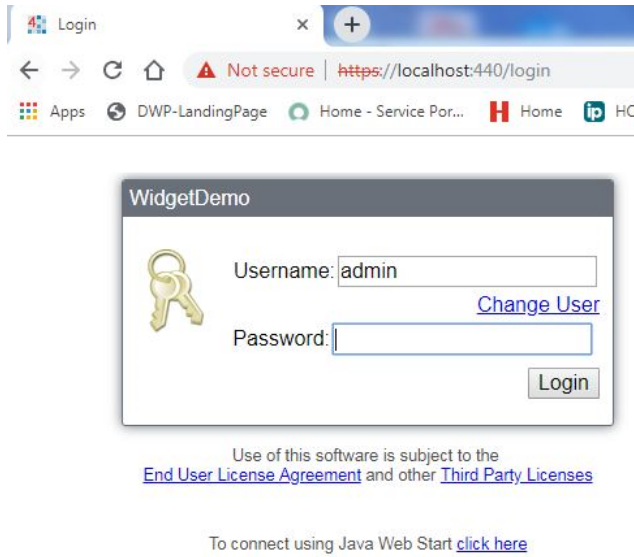 Login
Not secure | https://localhost:440/login
Apps DWP-LandingPage Home - Service Por... Home ip HC
WidgetDemo
Username: admin
Change User
Password:
Login
Use of this software is subject to the
End User License Agreement and other Third Party Licenses
To connect using Java Web Start click here